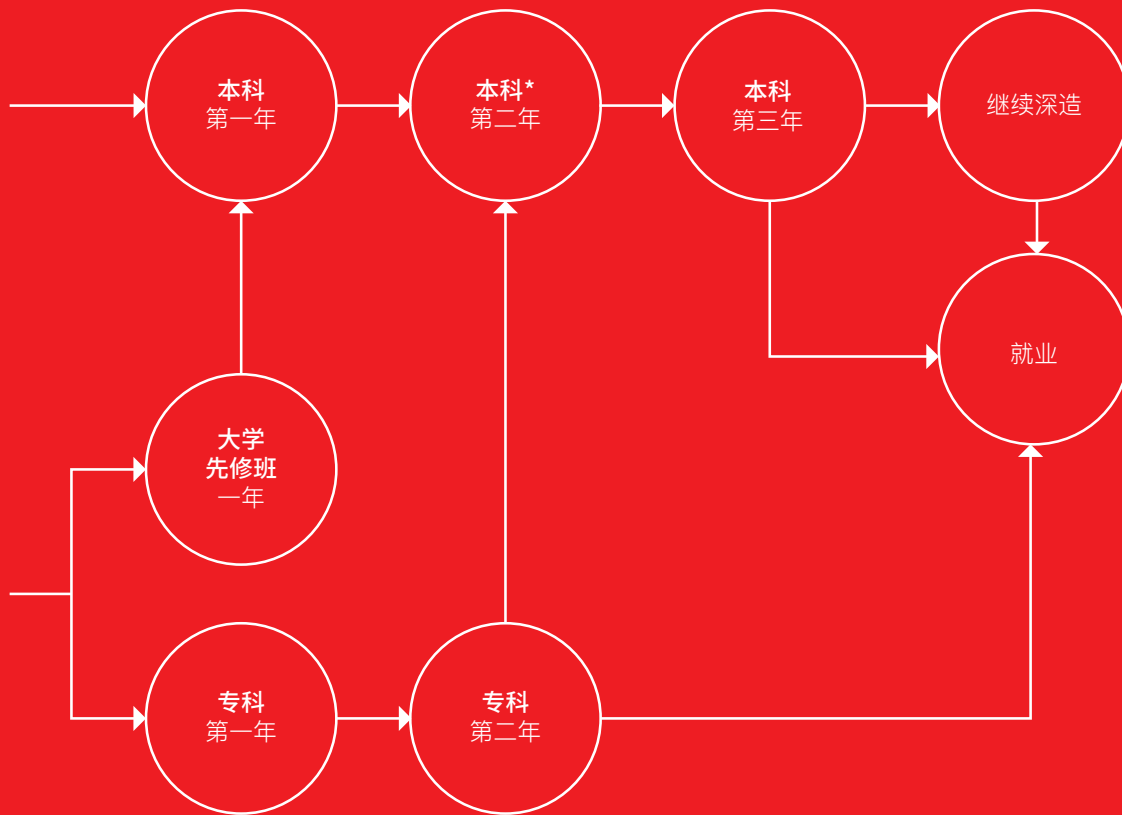 本科
第一年
本科*
第二年
本科
第三年
继续深造
就业
大学
先修班
一年
专科
第一年
专科
第二年